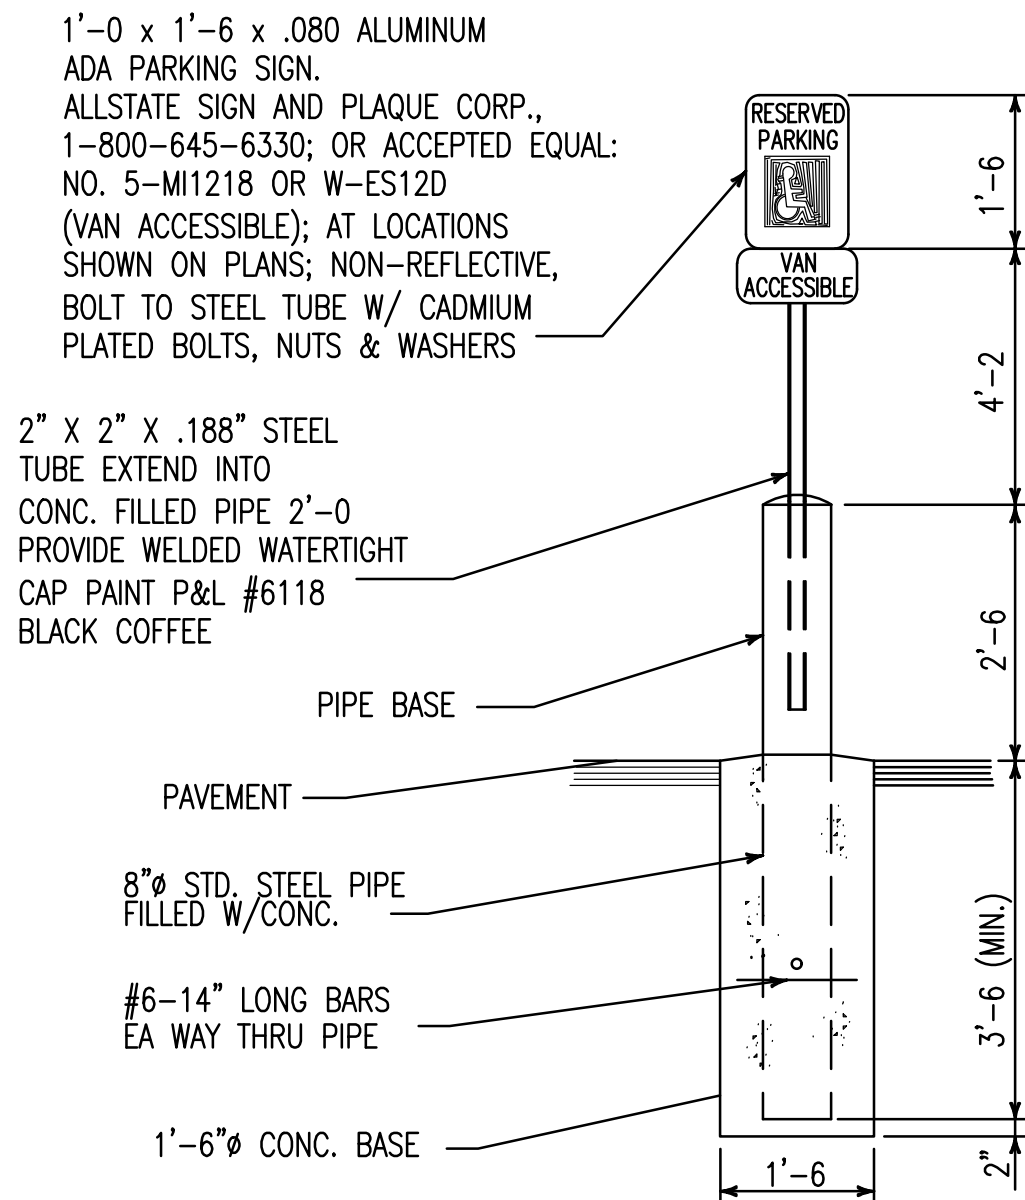 1'-0 x 1'-6 x .080 ALUMINUM
ADA PARKING SIGN.
ALLSTATE SIGN AND PLAQUE CORP.,
1-800-645-6330; OR ACCEPTED EQUAL:
NO. 5-MI1218 OR W-ES12D
(VAN ACCESSIBLE); AT LOCATIONS
SHOWN ON PLANS; NON-REFLECTIVE,
BOLT TO STEEL TUBE W/ CADMIUM
PLATED BOLTS, NUTS & WASHERS
RESERVED
PARKING
VAN
ACCESSIBLE
1'-6
4'-2
2" X 2" X .188" STEEL
TUBE EXTEND INTO
CONC. FILLED PIPE 2'-0
PROVIDE WELDED WATERTIGHT
CAP PAINT P&L #6118
BLACK COFFEE
2'-6
PIPE BASE
PAVEMENT
8"ø STD. STEEL PIPE
FILLED W/CONC.
3'-6 (MIN.)
#6-14" LONG BARS
EA WAY THRU PIPE
1'-6"ø CONC. BASE
1'-6
2"